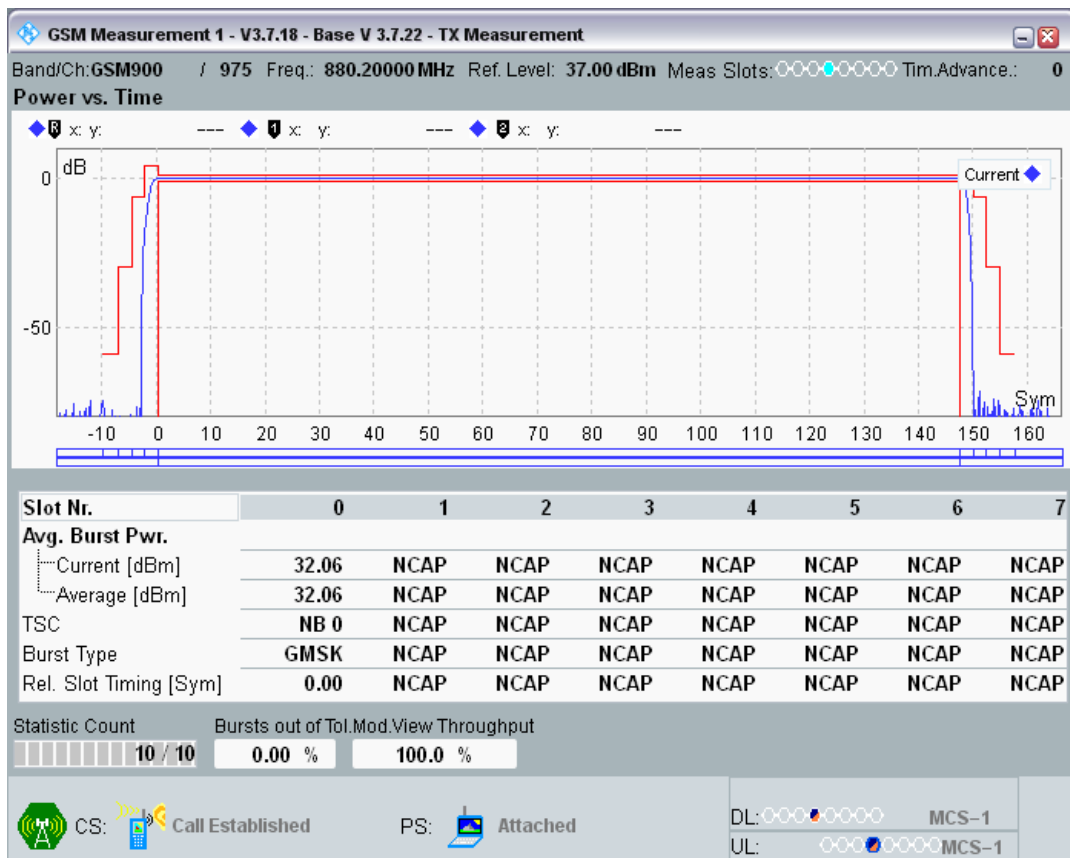 GSM Measurement 1 - V3.7.18 - Base V 3.7.22 - TX Measurement
Band/Ch:GSM900 / 975 Freq.: 880.20000 MHz Ref. Level: 37.00 dBm Meas Slots: Tim.Advance.: 0
Power vs. Time
R x: y: --- 1 x: y: --- 2 x: y: ---
dB
Current
0
-50
Sym
-10 0 10 20 30 40 50 60 70 80 90 100 110 120 130 140 150 160
Slot Nr. 0 1 2 3 4 5 6 7
Avg. Burst Pwr.
Current [dBm] 32.06 NCAP NCAP NCAP NCAP NCAP NCAP NCAP
Average [dBm] 32.06 NCAP NCAP NCAP NCAP NCAP NCAP NCAP
TSC NB 0 NCAP NCAP NCAP NCAP NCAP NCAP NCAP
Burst Type GMSK NCAP NCAP NCAP NCAP NCAP NCAP NCAP
Rel. Slot Timing [Sym] 0.00 NCAP NCAP NCAP NCAP NCAP NCAP NCAP
Statistic Count Bursts out of Tol.Mod.View Throughput
10 / 10 0.00 % 100.0 %
CS: Call Established PS: Attached
DL: MCS-1
UL: MCS-1